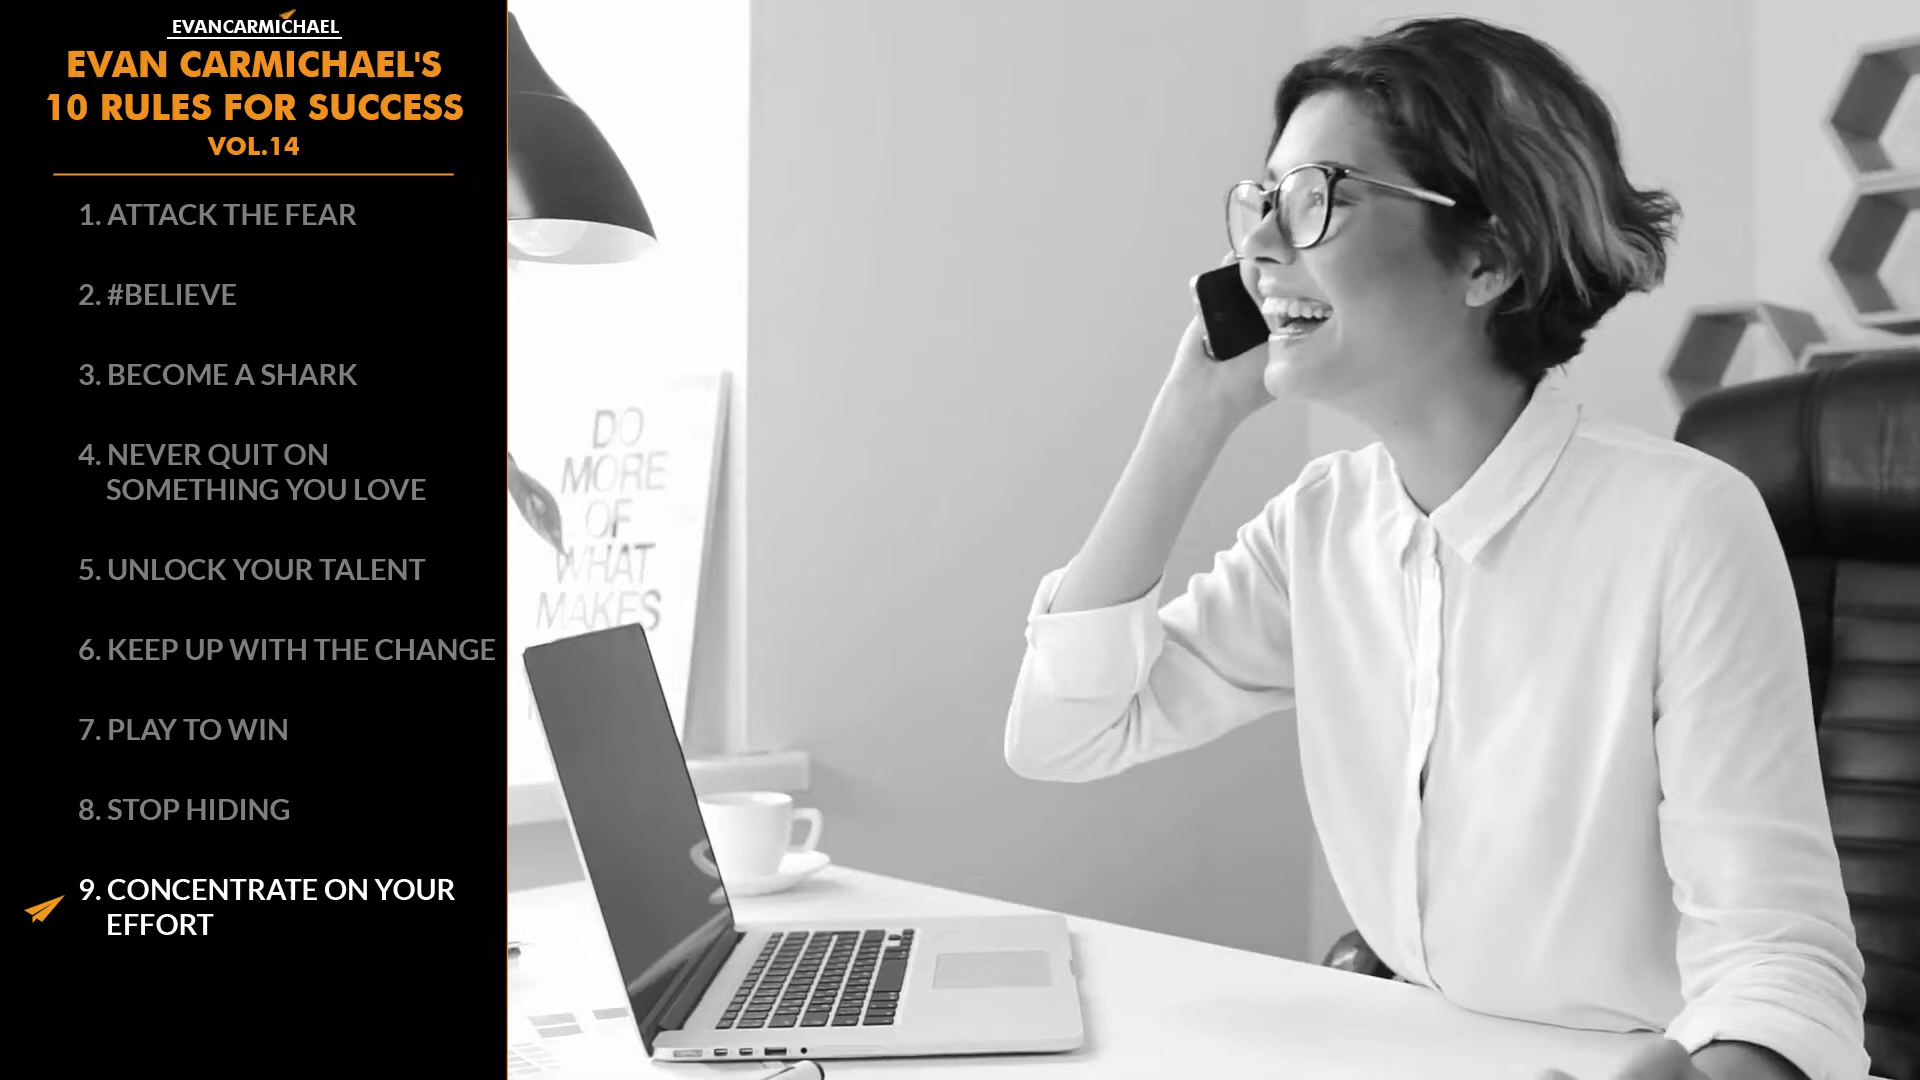 EVANCARMICHAEL
EVAN CARMICHAEL'S
10 RULES FOR SUCCESS
VOL.14
1. ATTACK THE FEAR
2. #BELIEVE
3. BECOME A SHARK
4. NEVER QUIT ON
SOMETHING YOU LOVE
5. UNLOCK YOUR TALENT
6. KEEP UP WITH THE CHANGE
7. PLAY TO WIN
8. STOP HIDING
9. CONCENTRATE ON YOUR
EFFORT
DO
MORE
OF
WHAT
MAKES